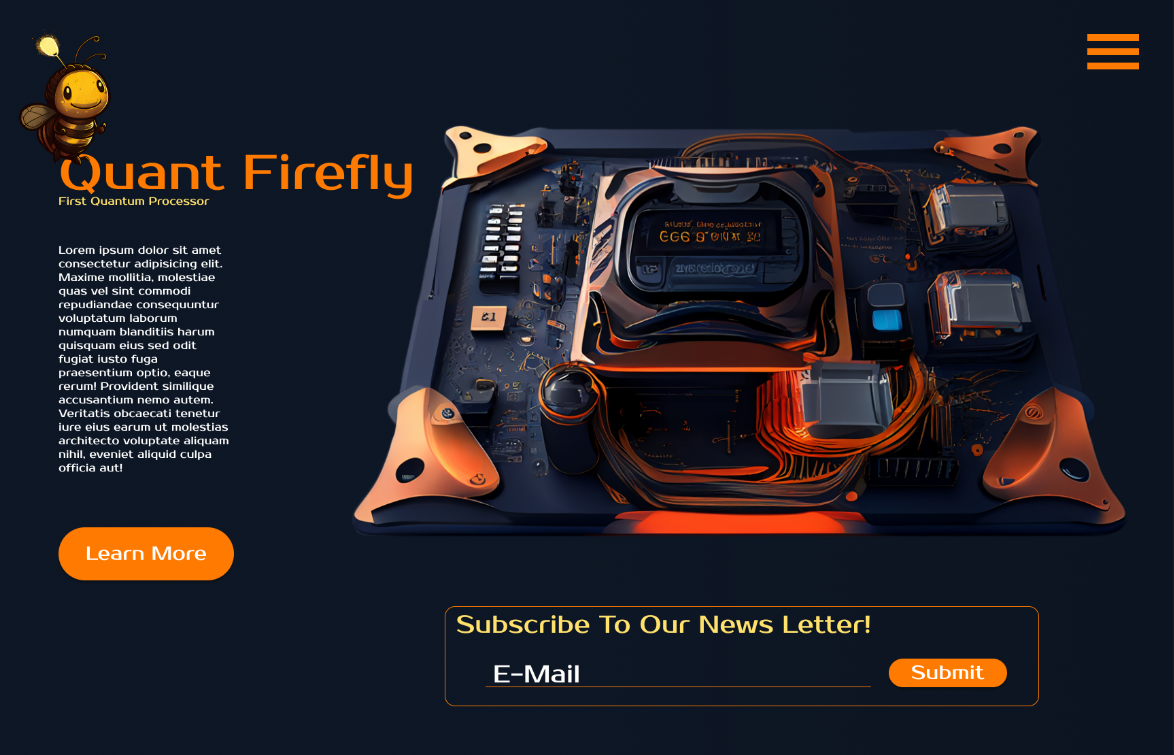 Quant Firefly
First Quantum Processor
Lorem ipsum dolor sit amet
consectetur adipisicing elit.
Maxime mollitia, molestiae
quas vel sint commodi
repudiandae consequuntur
voluptatum laborum
numquam blanditiis harum
quisquam eius sed odit
fugiat iusto fuga
praesentium optio, eaque
rerum! Provident similique
accusantium nemo autem.
Veritatis obcaecati tenetur
iure eius earum ut molestias
architecto voluptate aliquam
nihil, eveniet aliquid culpa
officia aut!
Learn More
Subscribe To Our News Letter!
E-Mail
Submit